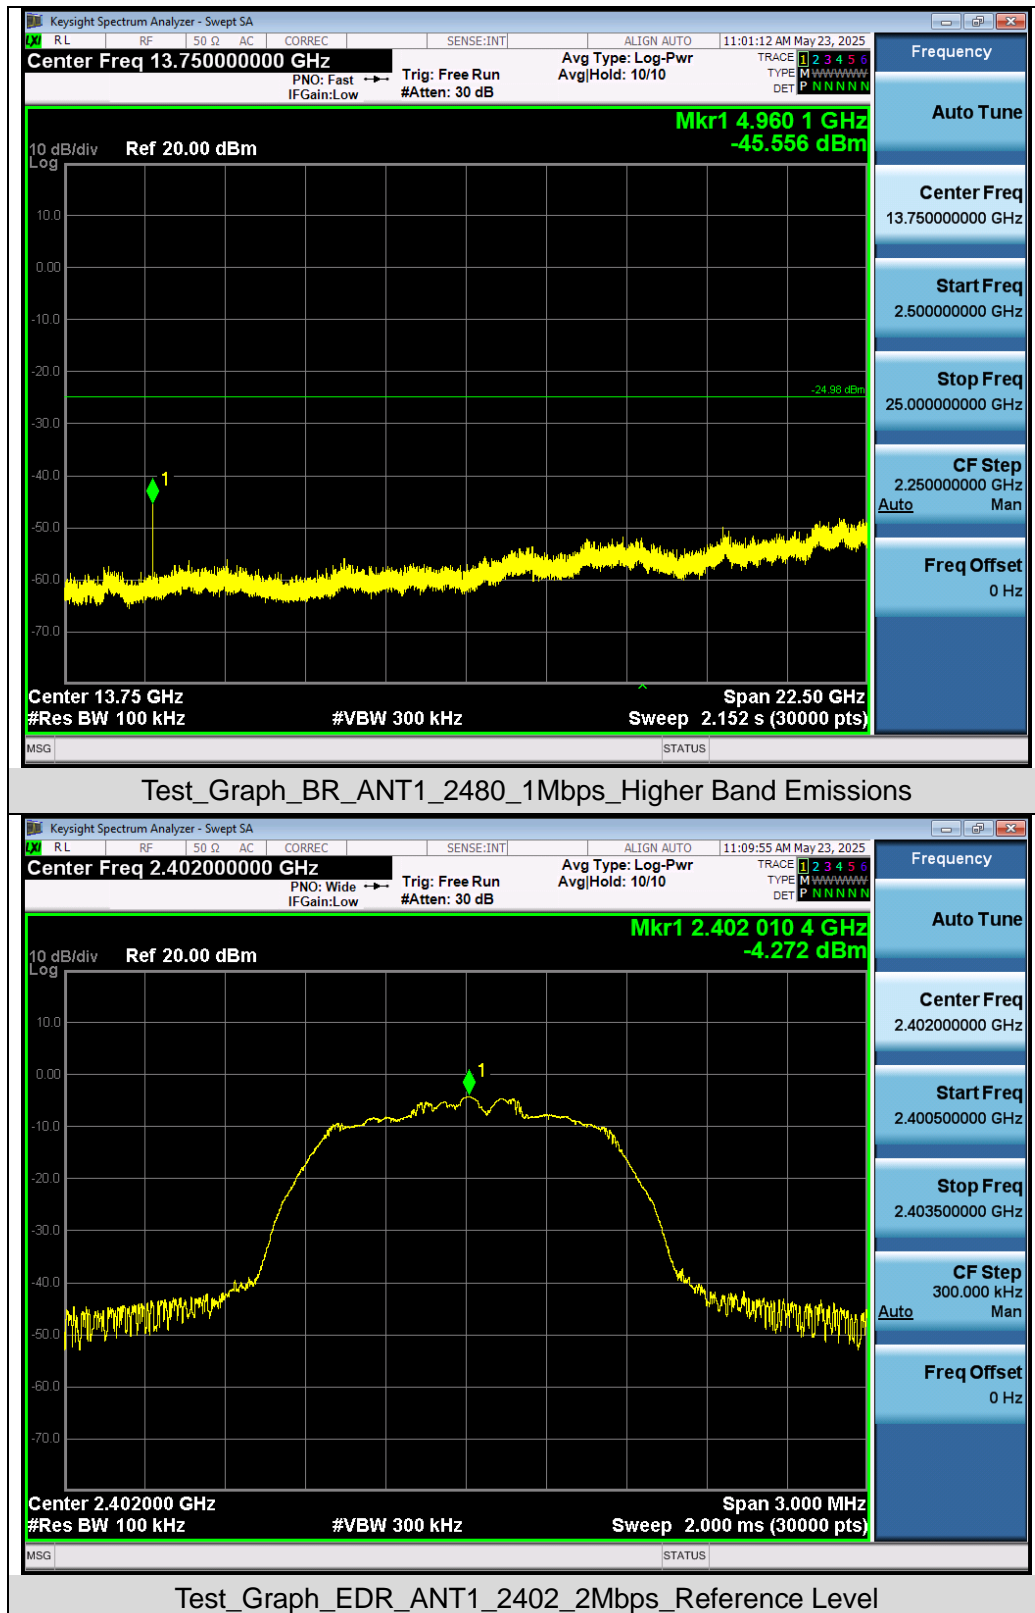 Keysight Spectrum Analyzer - Swept SA
LXI RL RF 50 Ω AC CORREC SENSE:INT ALIGN AUTO 11:01:12 AM May 23, 2025
Center Freq 13.750000000 GHz
PNO: Fast
IFGain:Low
Trig: Free Run
#Atten: 30 dB
Avg Type: Log-Pwr
Avg|Hold: 10/10
TRACE 1 2 3 4 5 6
TYPE M WWWWW
DET P N N N N N
Frequency
Auto Tune
Center Freq
13.750000000 GHz
Start Freq
2.500000000 GHz
Stop Freq
25.000000000 GHz
CF Step
2.250000000 GHz
Auto Man
Freq Offset
0 Hz
Mkr1 4.960 1 GHz
-45.556 dBm
10 dB/div Ref 20.00 dBm
Log
10.0
0.00
-10.0
-20.0
-24.98 dBm
-30.0
-40.0
1
-50.0
-60.0
-70.0
Center 13.75 GHz Span 22.50 GHz
#Res BW 100 kHz #VBW 300 kHz Sweep 2.152 s (30000 pts)
MSG STATUS
Test_Graph_BR_ANT1_2480_1Mbps_Higher Band Emissions
Keysight Spectrum Analyzer - Swept SA
LXI RL RF 50 Ω AC CORREC SENSE:INT ALIGN AUTO 11:09:55 AM May 23, 2025
Center Freq 2.402000000 GHz
PNO: Wide
IFGain:Low
Trig: Free Run
#Atten: 30 dB
Avg Type: Log-Pwr
Avg|Hold: 10/10
TRACE 1 2 3 4 5 6
TYPE M WWWWW
DET P N N N N N
Frequency
Auto Tune
Center Freq
2.402000000 GHz
Start Freq
2.400500000 GHz
Stop Freq
2.403500000 GHz
CF Step
300.000 kHz
Auto Man
Freq Offset
0 Hz
Mkr1 2.402 010 4 GHz
-4.272 dBm
10 dB/div Ref 20.00 dBm
Log
10.0
0.00
1
-10.0
-20.0
-30.0
-40.0
-50.0
-60.0
-70.0
Center 2.402000 GHz Span 3.000 MHz
#Res BW 100 kHz #VBW 300 kHz Sweep 2.000 ms (30000 pts)
MSG STATUS
Test_Graph_EDR_ANT1_2402_2Mbps_Reference Level